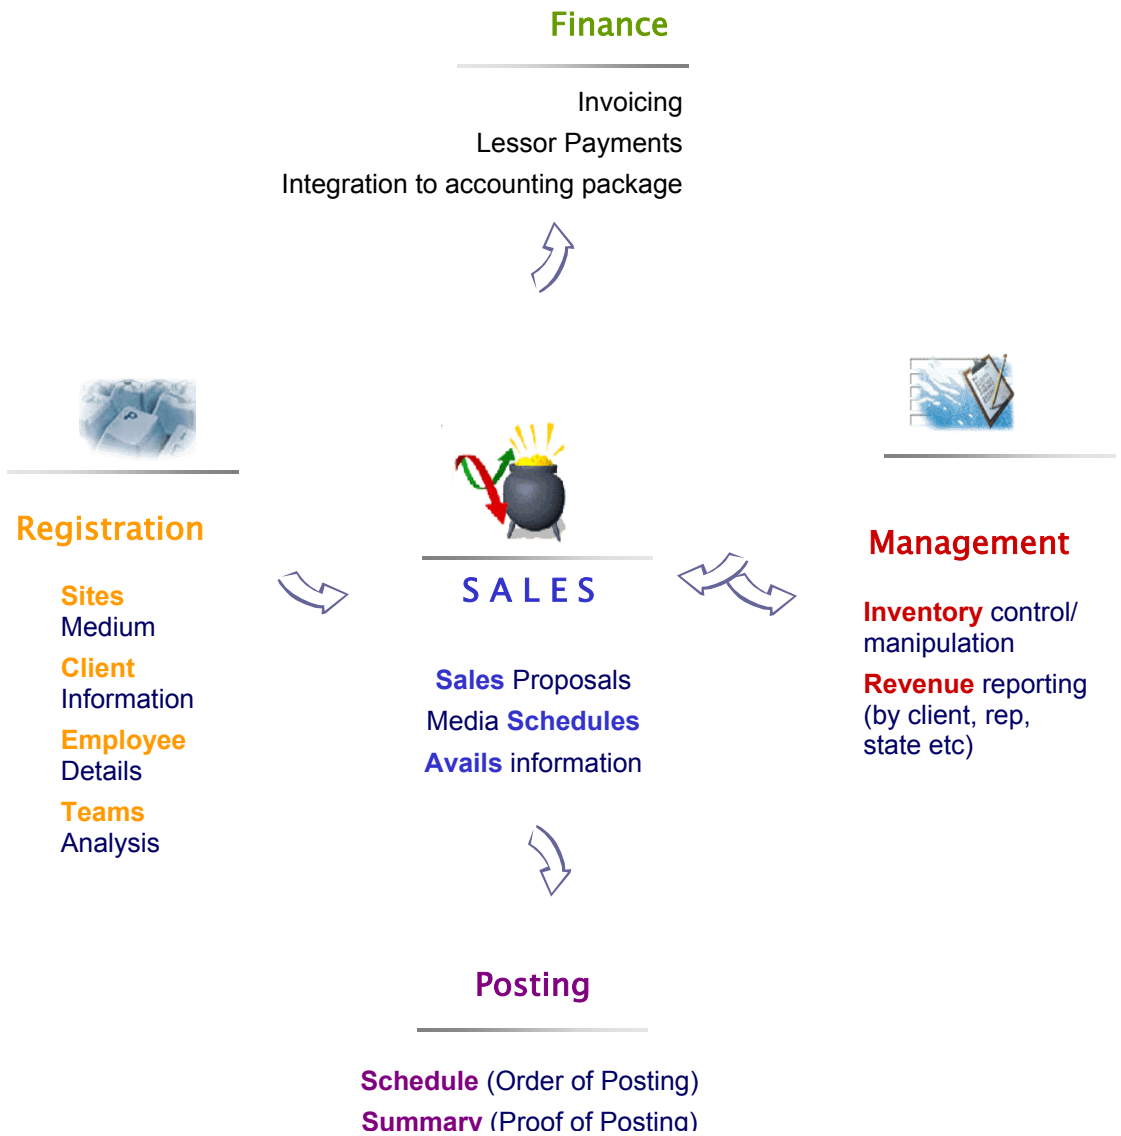 Finance
Invoicing
Lessor Payments
Integration to accounting package
Registration
Sites
Medium
Client
Information
Employee
Details
Teams
Analysis
SALES
Sales Proposals
Media Schedules
Avails information
Management
Inventory control/
manipulation
Revenue reporting
(by client, rep,
state etc)
Posting
Schedule (Order of Posting)
Summary (Proof of Posting)